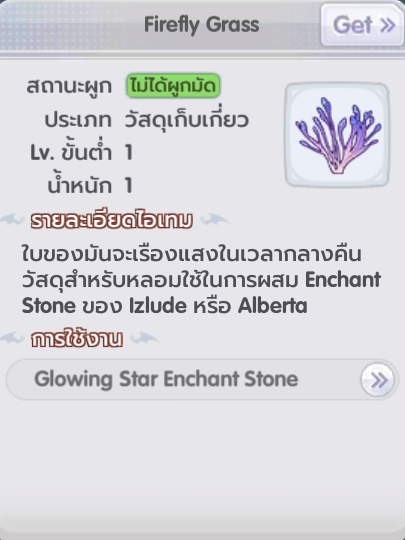 Firefly Grass
Get »
สถานะผูก ไม่ได้ผูกมัด
ประเภท วัสดุเก็บเกี่ยว
Lv. ขั้นต่ำ 1
น้ำหนัก 1
รายละเอียดไอเทม
ใบของมันจะเรืองแสงในเวลากลางคืน
วัสดุสำหรับหลอมใช้ในการผสม Enchant
Stone ของ Izlude หรือ Alberta
การใช้งาน
Glowing Star Enchant Stone